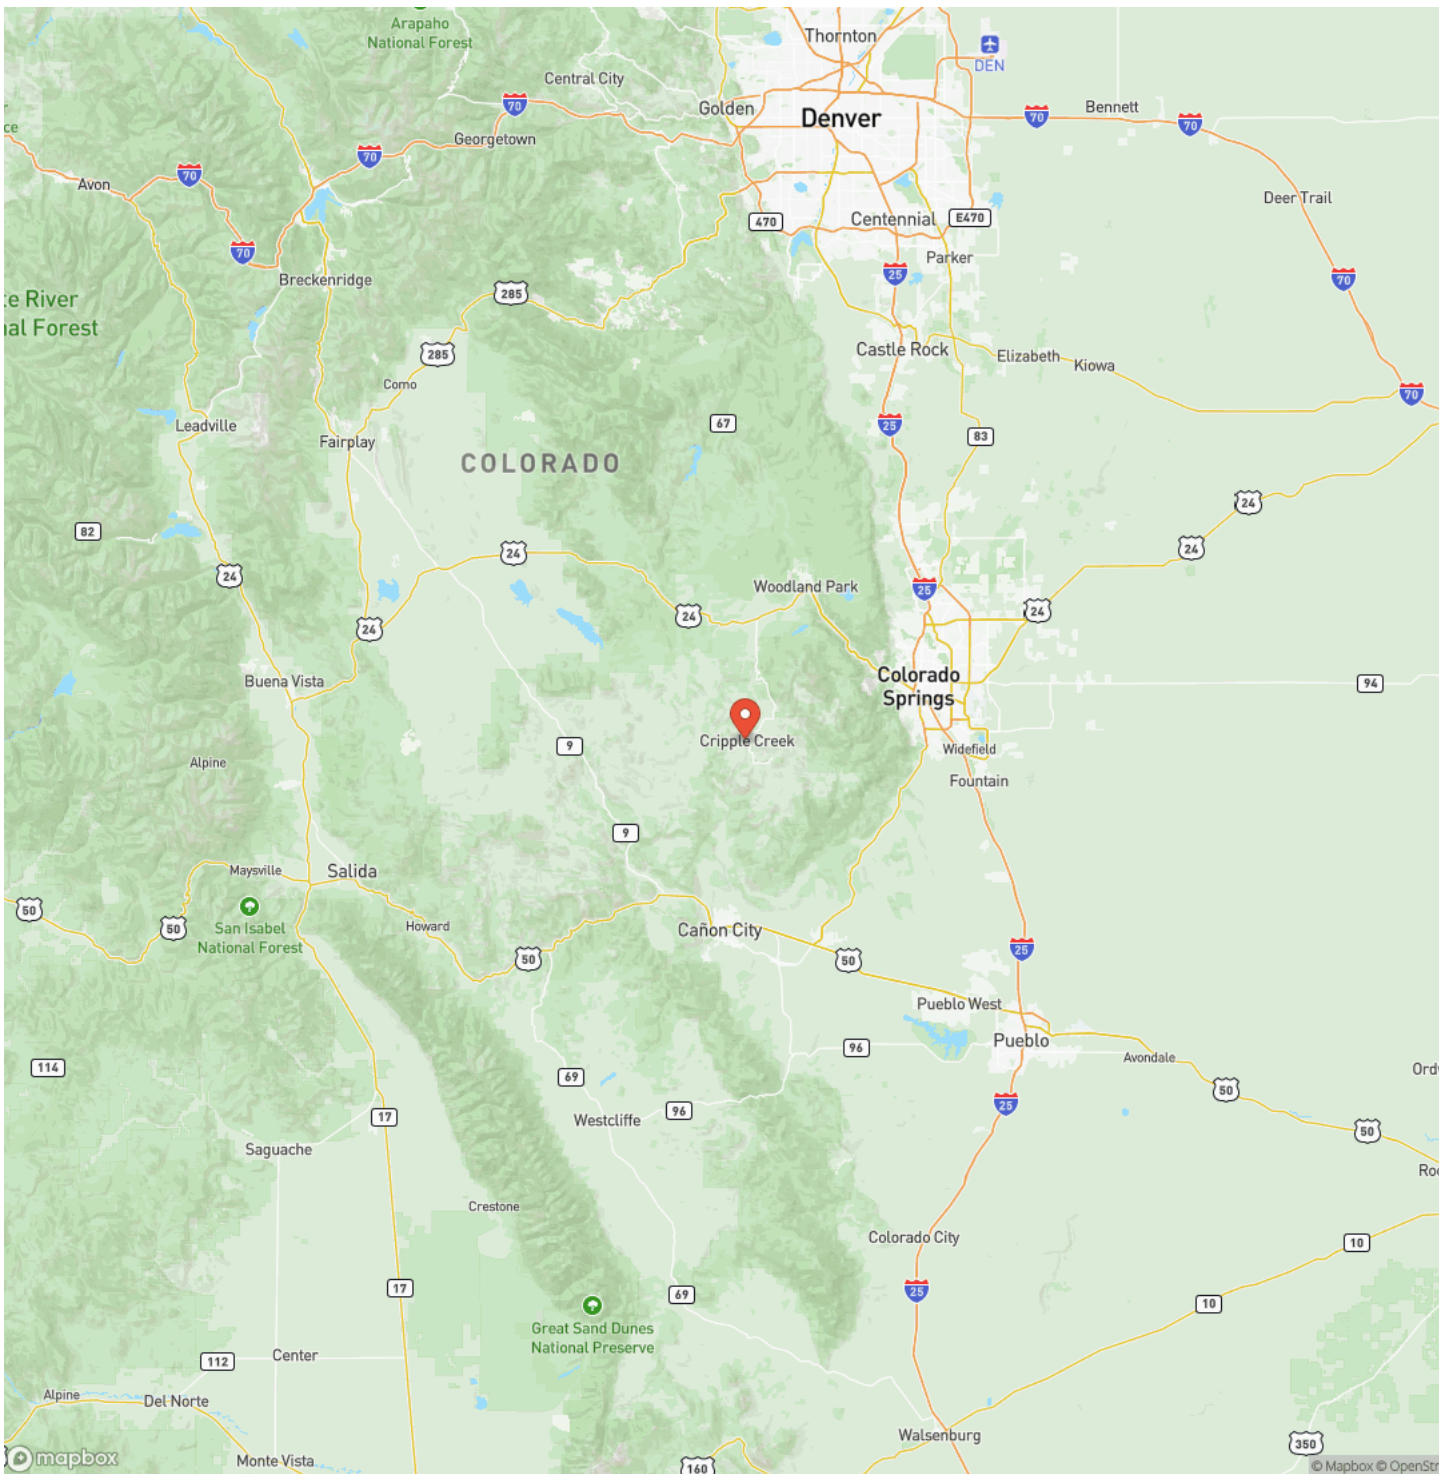 Arapaho
National Forest
Thornton
DEN
Central City
70
Golden
Denver
70
Bennett
70
Georgetown
70
ce
Avon
70
Deer Trail
470
Centennial
E470
70
Parker
25
70
Breckenridge
285
te River
nal Forest
285
Castle Rock
Elizabeth
Kiowa
Como
70
Leadville
67
25
83
Fairplay
COLORADO
24
82
24
24
24
Woodland Park
25
24
24
24
Buena Vista
Colorado
Springs
94
9
Cripple Creek
Widefield
Alpine
Fountain
9
Maysville
Salida
50
50
San Isabel
National Forest
Howard
Cañon City
25
50
50
Pueblo West
Pueblo
96
Avondale
114
Ord
69
50
25
Westcliffe
96
17
50
Saguache
Roc
Crestone
Colorado City
10
17
25
69
10
Great Sand Dunes
National Preserve
112
Center
Alpine
Del Norte
Walsenburg
350
mapbox
Monte Vista
160
© Mapbox © OpenStr